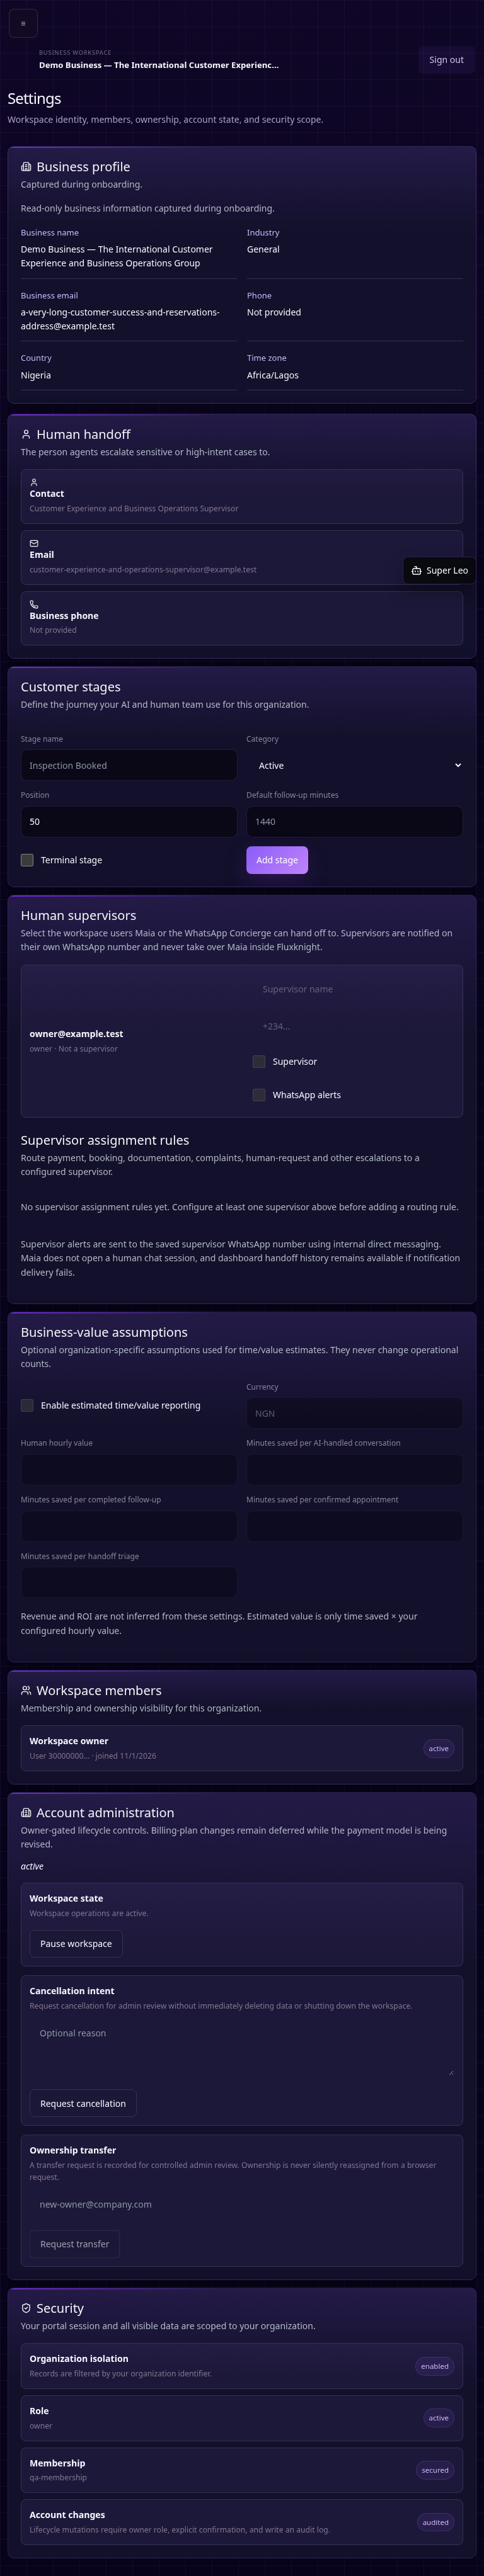 ≡
BUSINESS WORKSPACE
Demo Business — The International Customer Experienc...
Sign out
Settings
Workspace identity, members, ownership, account state, and security scope.
Business profile
Captured during onboarding.
Read-only business information captured during onboarding.
Business name
Demo Business — The International Customer
Experience and Business Operations Group
Industry
General
Business email
a-very-long-customer-success-and-reservations-
address@example.test
Phone
Not provided
Country
Nigeria
Time zone
Africa/Lagos
Human handoff
The person agents escalate sensitive or high-intent cases to.
Contact
Customer Experience and Business Operations Supervisor
Email
customer-experience-and-operations-supervisor@example.test
Super Leo
Business phone
Not provided
Customer stages
Define the journey your AI and human team use for this organization.
Stage name
Inspection Booked
Category
Active
Position
50
Default follow-up minutes
1440
Terminal stage
Add stage
Human supervisors
Select the workspace users Maia or the WhatsApp Concierge can hand off to. Supervisors are notified on
their own WhatsApp number and never take over Maia inside Fluxknight.
owner@example.test
owner · Not a supervisor
Supervisor name
+234...
Supervisor
WhatsApp alerts
Supervisor assignment rules
Route payment, booking, documentation, complaints, human-request and other escalations to a
configured supervisor.
No supervisor assignment rules yet. Configure at least one supervisor above before adding a routing rule.
Supervisor alerts are sent to the saved supervisor WhatsApp number using internal direct messaging.
Maia does not open a human chat session, and dashboard handoff history remains available if notification
delivery fails.
Business-value assumptions
Optional organization-specific assumptions used for time/value estimates. They never change operational
counts.
Enable estimated time/value reporting
Currency
NGN
Human hourly value
Minutes saved per AI-handled conversation
Minutes saved per completed follow-up
Minutes saved per confirmed appointment
Minutes saved per handoff triage
Revenue and ROI are not inferred from these settings. Estimated value is only time saved × your
configured hourly value.
Workspace members
Membership and ownership visibility for this organization.
Workspace owner
User 30000000... · joined 11/1/2026
active
Account administration
Owner-gated lifecycle controls. Billing-plan changes remain deferred while the payment model is being
revised.
active
Workspace state
Workspace operations are active.
Pause workspace
Cancellation intent
Request cancellation for admin review without immediately deleting data or shutting down the workspace.
Optional reason
Request cancellation
Ownership transfer
A transfer request is recorded for controlled admin review. Ownership is never silently reassigned from a browser
request.
new-owner@company.com
Request transfer
Security
Your portal session and all visible data are scoped to your organization.
Organization isolation
Records are filtered by your organization identifier.
enabled
Role
owner
active
Membership
qa-membership
secured
Account changes
Lifecycle mutations require owner role, explicit confirmation, and write an audit log.
audited